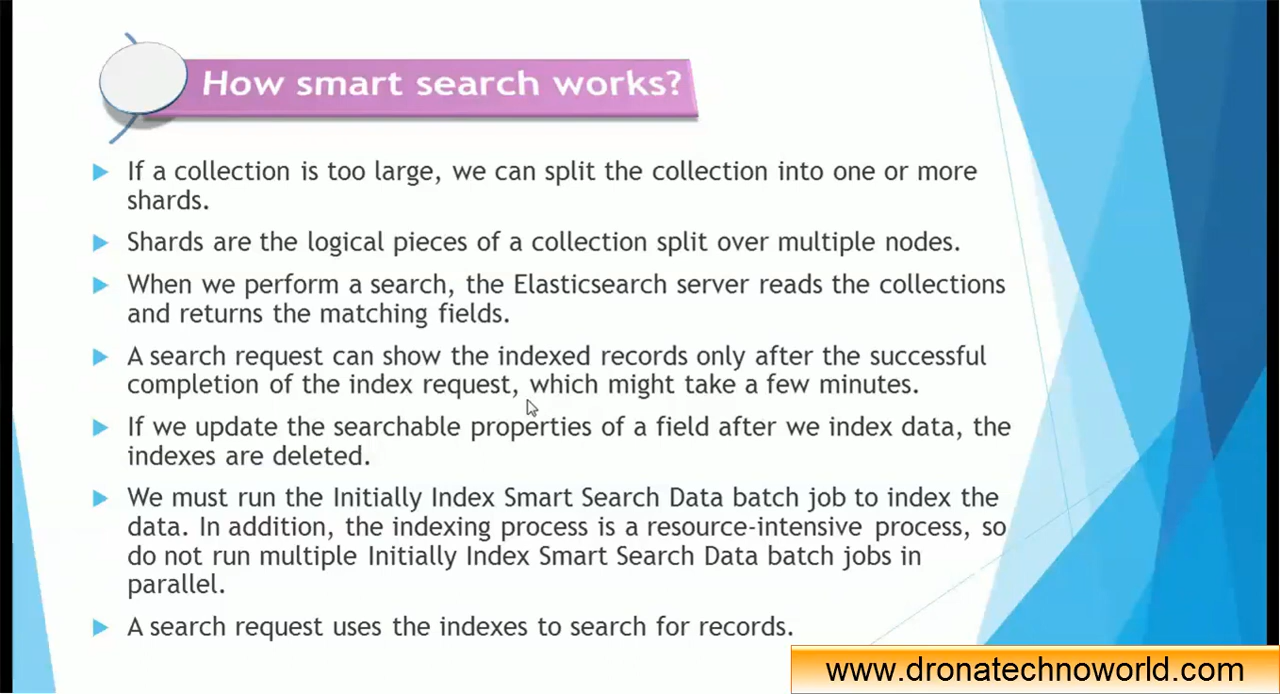 How smart search works?
If a collection is too large, we can split the collection into one or more
shards.
Shards are the logical pieces of a collection split over multiple nodes.
When we perform a search, the Elasticsearch server reads the collections
and returns the matching fields.
A search request can show the indexed records only after the successful
completion of the index request, which might take a few minutes.
If we update the searchable properties of a field after we index data, the
indexes are deleted.
We must run the Initially Index Smart Search Data batch job to index the
data. In addition, the indexing process is a resource-intensive process, so
do not run multiple Initially Index Smart Search Data batch jobs in
parallel.
A search request uses the indexes to search for records.
www.dronatechnoworld.com